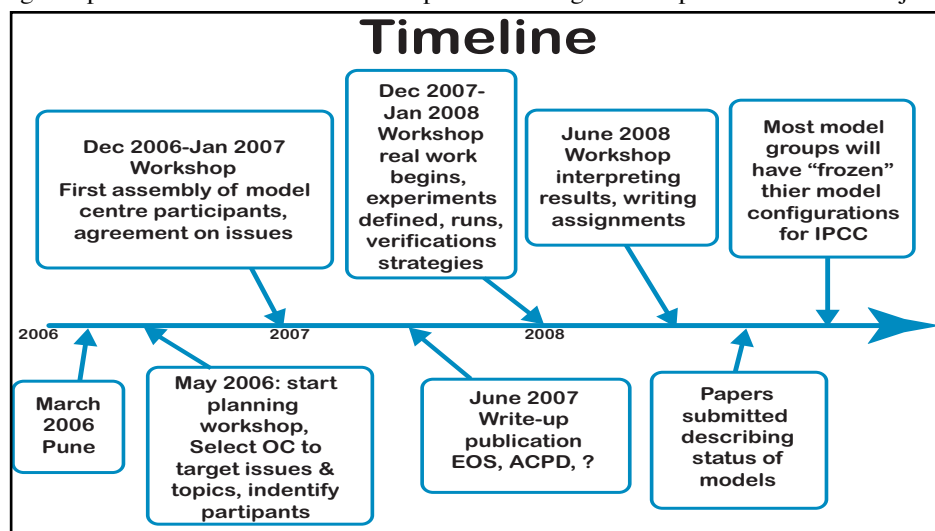 Timeline
Dec 2006-Jan 2007
Workshop
First assembly of model
centre participants,
agreement on issues
Dec 2007-
Jan 2008
Workshop
real work
begins,
experiments
defined, runs,
verifications
strategies
June 2008
Workshop
interpreting
results, writing
assignments
Most model
groups will
have “frozen”
thier model
configurations
for IPCC
2006
2007
2008
March
2006
Pune
May 2006: start
planning
workshop,
Select OC to
target issues &
topics, indentify
partipants
June 2007
Write-up
publication
EOS, ACPD, ?
Papers
submitted
describing
status of
models